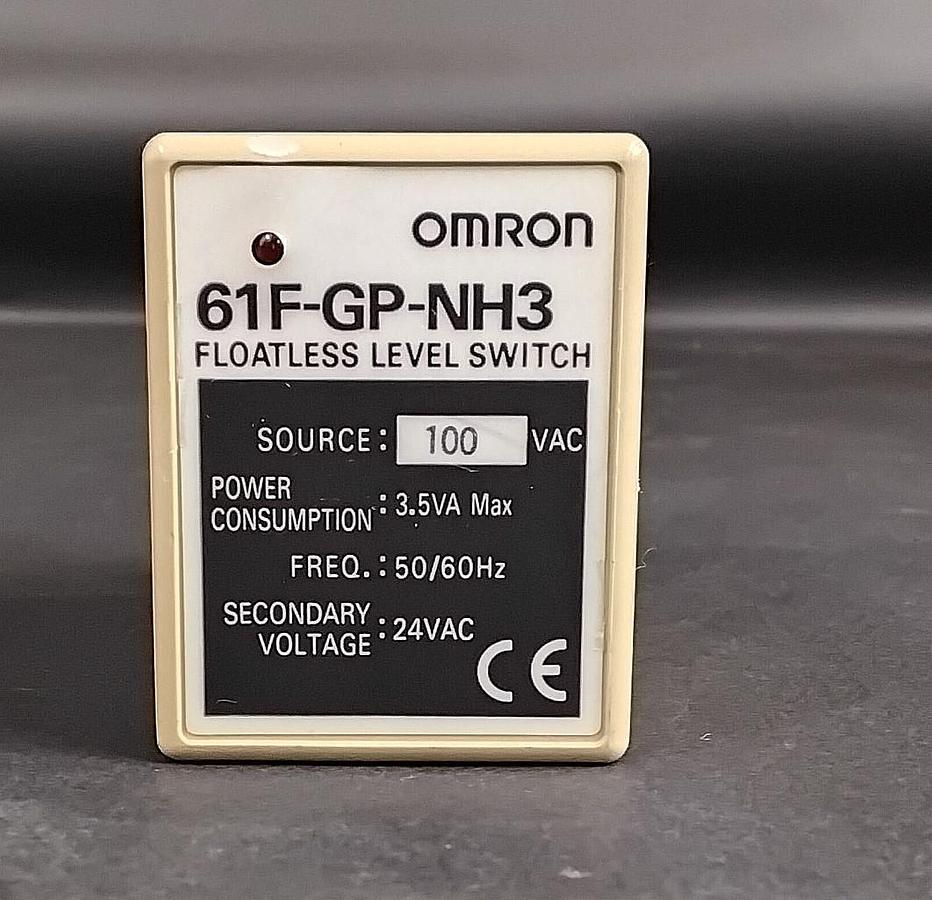 OMRON
61F-GP-NH3
FLOATLESS LEVEL SWITCH
SOURCE: 100 VAC
POWER
CONSUMPTION : 3.5VA Max
FREQ. : 50/60Hz
SECONDARY
VOLTAGE : 24VAC
CE